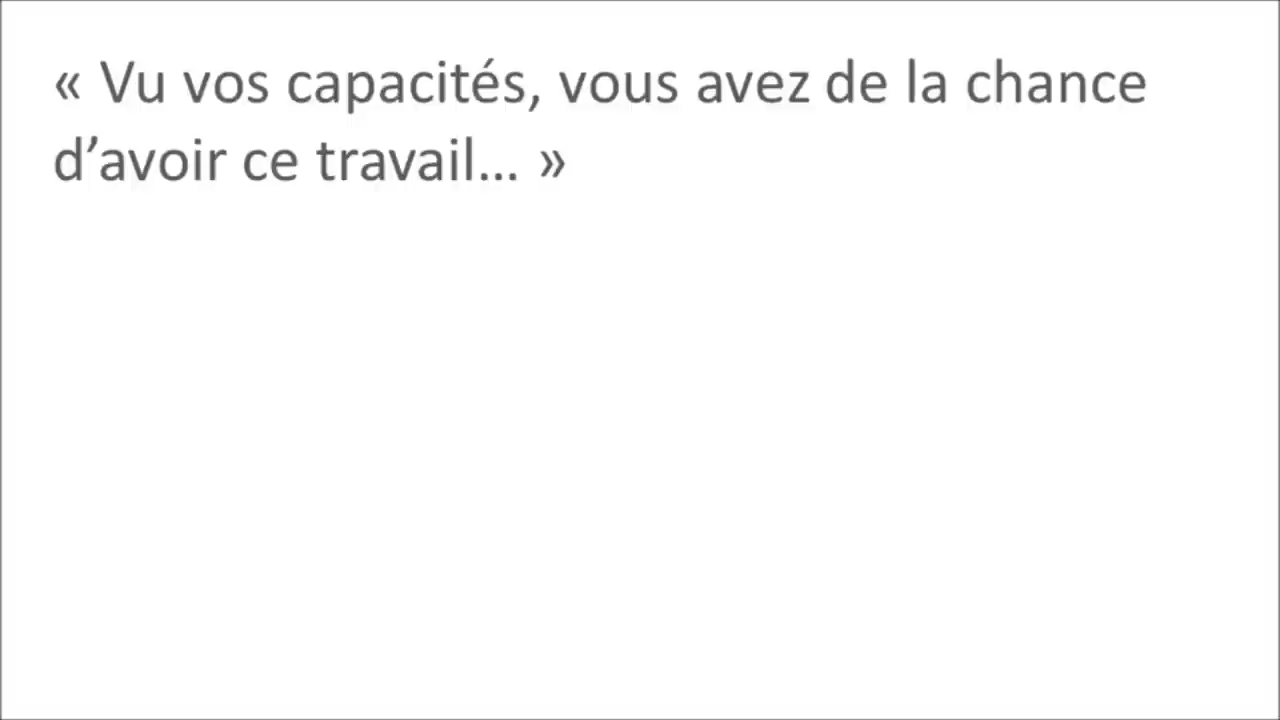 « Vu vos capacités, vous avez de la chance
d’avoir ce travail… »